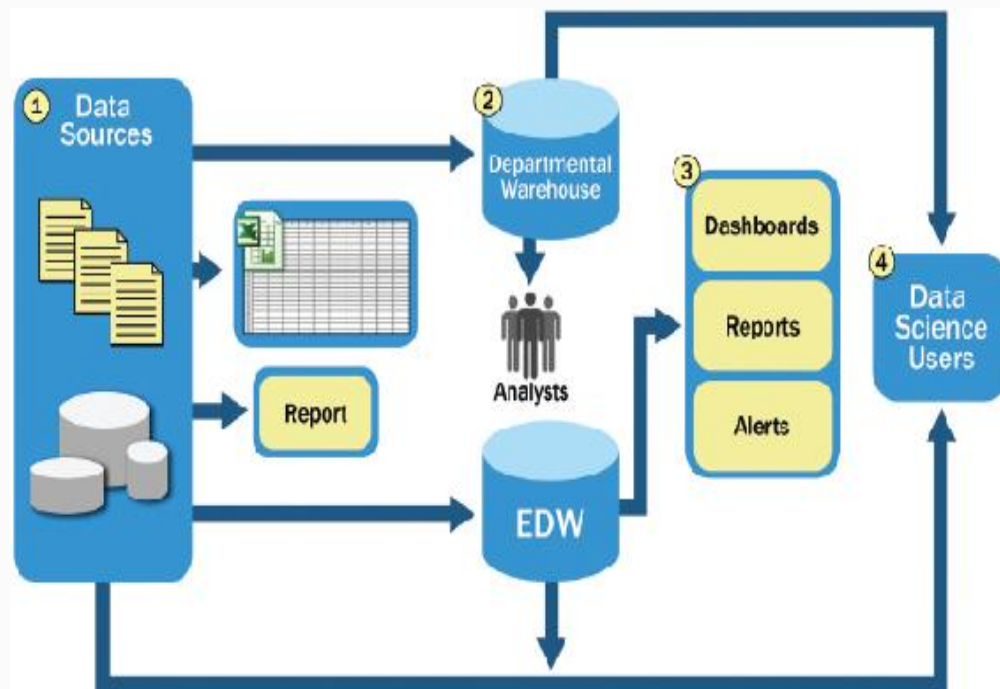 1
Data
Sources
2
Departmental
Warehouse
3
Dashboards
Reports
Alerts
4
Data
Science
Users
Analysts
Report
EDW